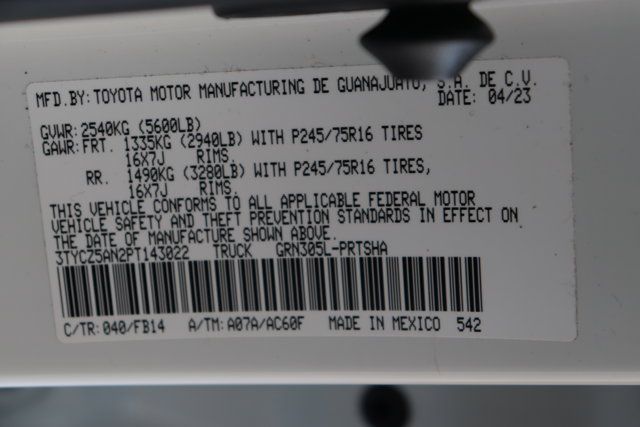 MFD.BY:TOYOTA MOTOR MANUFACTURING DE GUANAJUATO, S.A. DE C.V.
DATE: 04/23
GVWR:2540KG (5600LB)
GAWR:FRT. 1335KG (2940LB) WITH P245/75R16 TIRES
16X7J RIMS,
RR. 1490KG (3280LB) WITH P245/75R16 TIRES,
16X7J RIMS.
THIS VEHICLE CONFORMS TO ALL APPLICABLE FEDERAL MOTOR
VEHICLE SAFETY AND THEFT PREVENTION STANDARDS IN EFFECT ON
THE DATE OF MANUFACTURE SHOWN ABOVE.
3TYCZ5AN2PT143022 TRUCK GRN305L-PRTSHA
C/TR:040/FB14 A/TM:A07A/AC60F MADE IN MEXICO 542